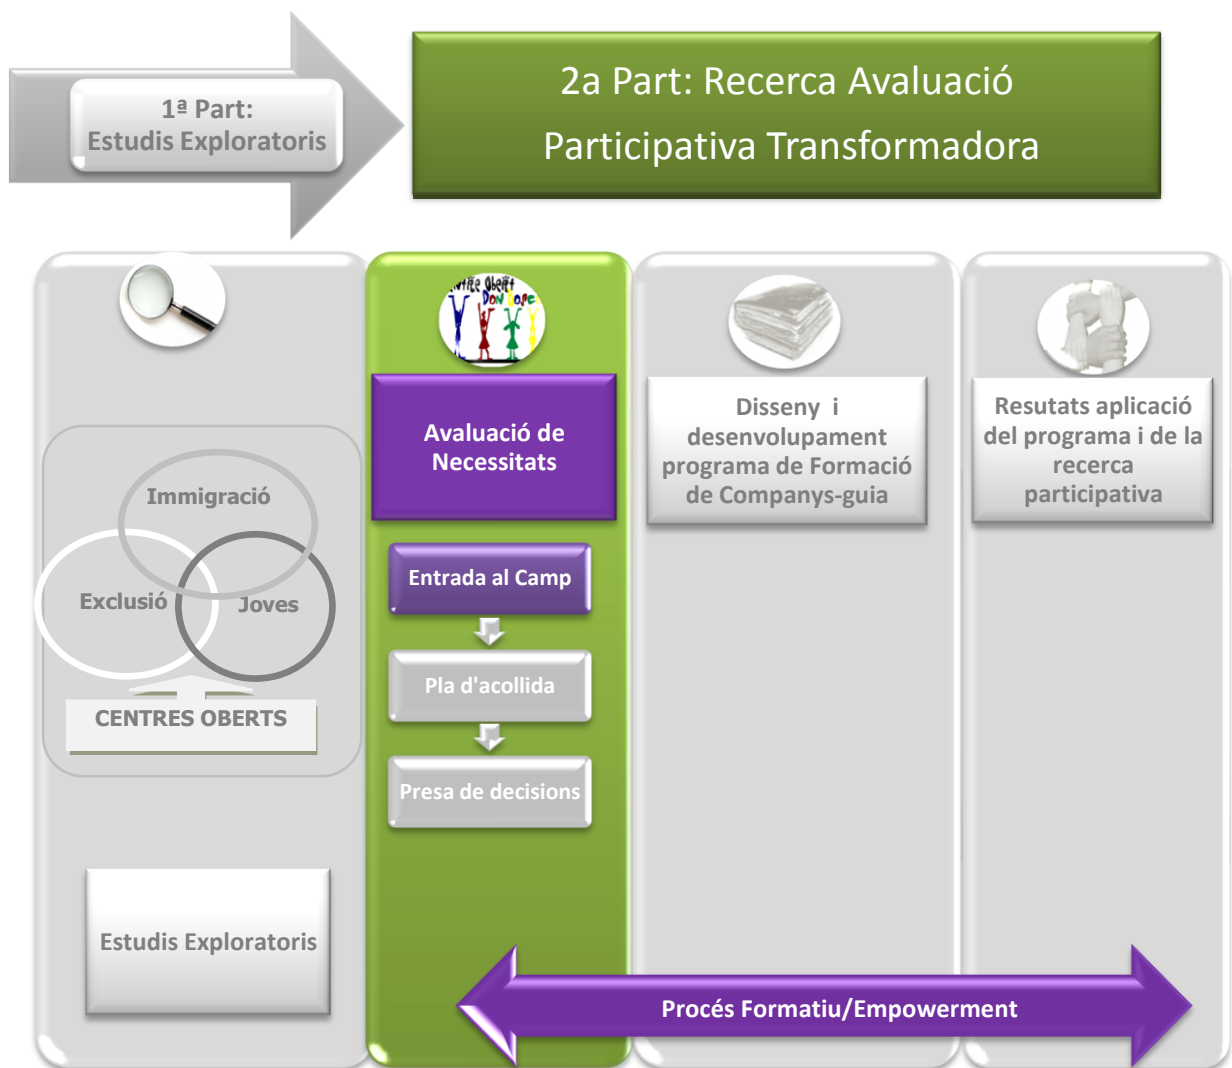 1ª Part:
Estudis Exploratoris
2a Part: Recerca Avaluació
Participativa Transformadora
Obert
Don
Immigració
Exclusió
Joves
CENTRES OBERTS
Estudis Exploratoris
Avaluació de
Necessitats
Entrada al Camp
Pla d'acollida
Presa de decisions
Disseny i
desenvolupament
programa de Formació
de Companys-guia
Resutats aplicació
del programa i de la
recerca
participativa
Procés Formatiu/Empowerment